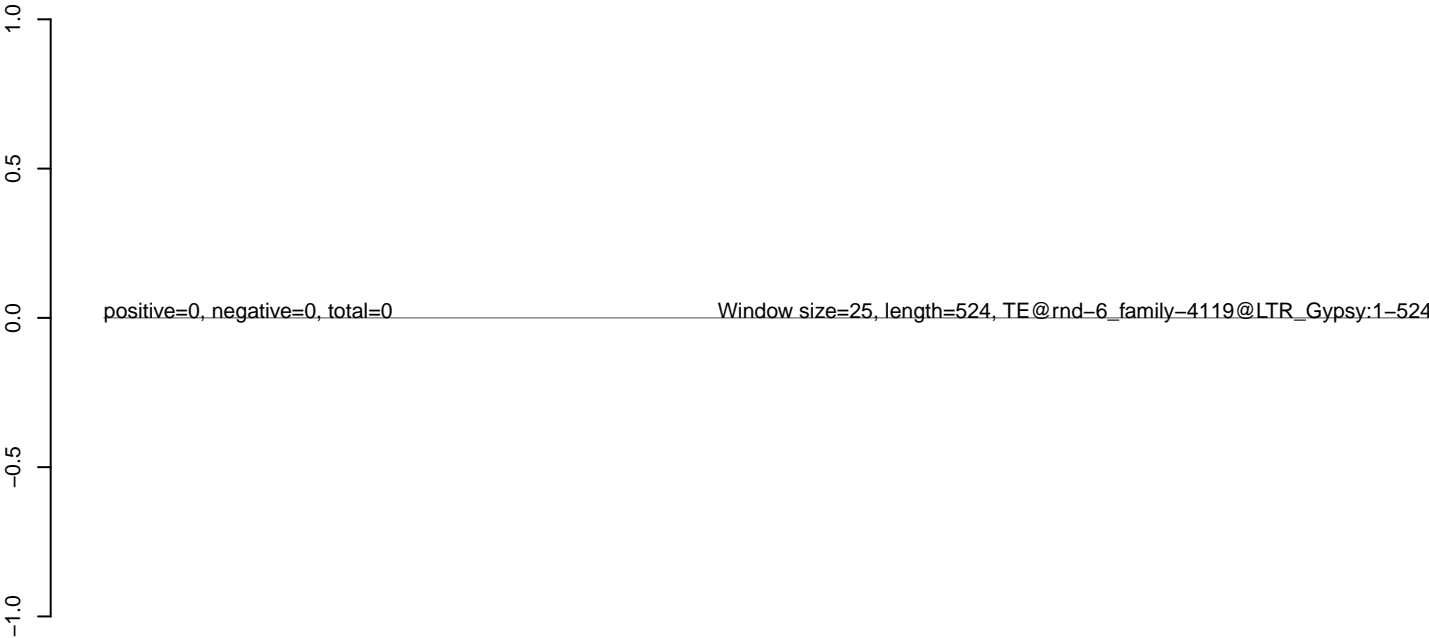 1.0
0.5
0.0
−0.5
−1.0
positive=0, negative=0, total=0
Window size=25, length=524, TE@rnd−6_family−4119@LTR_Gypsy:1−524